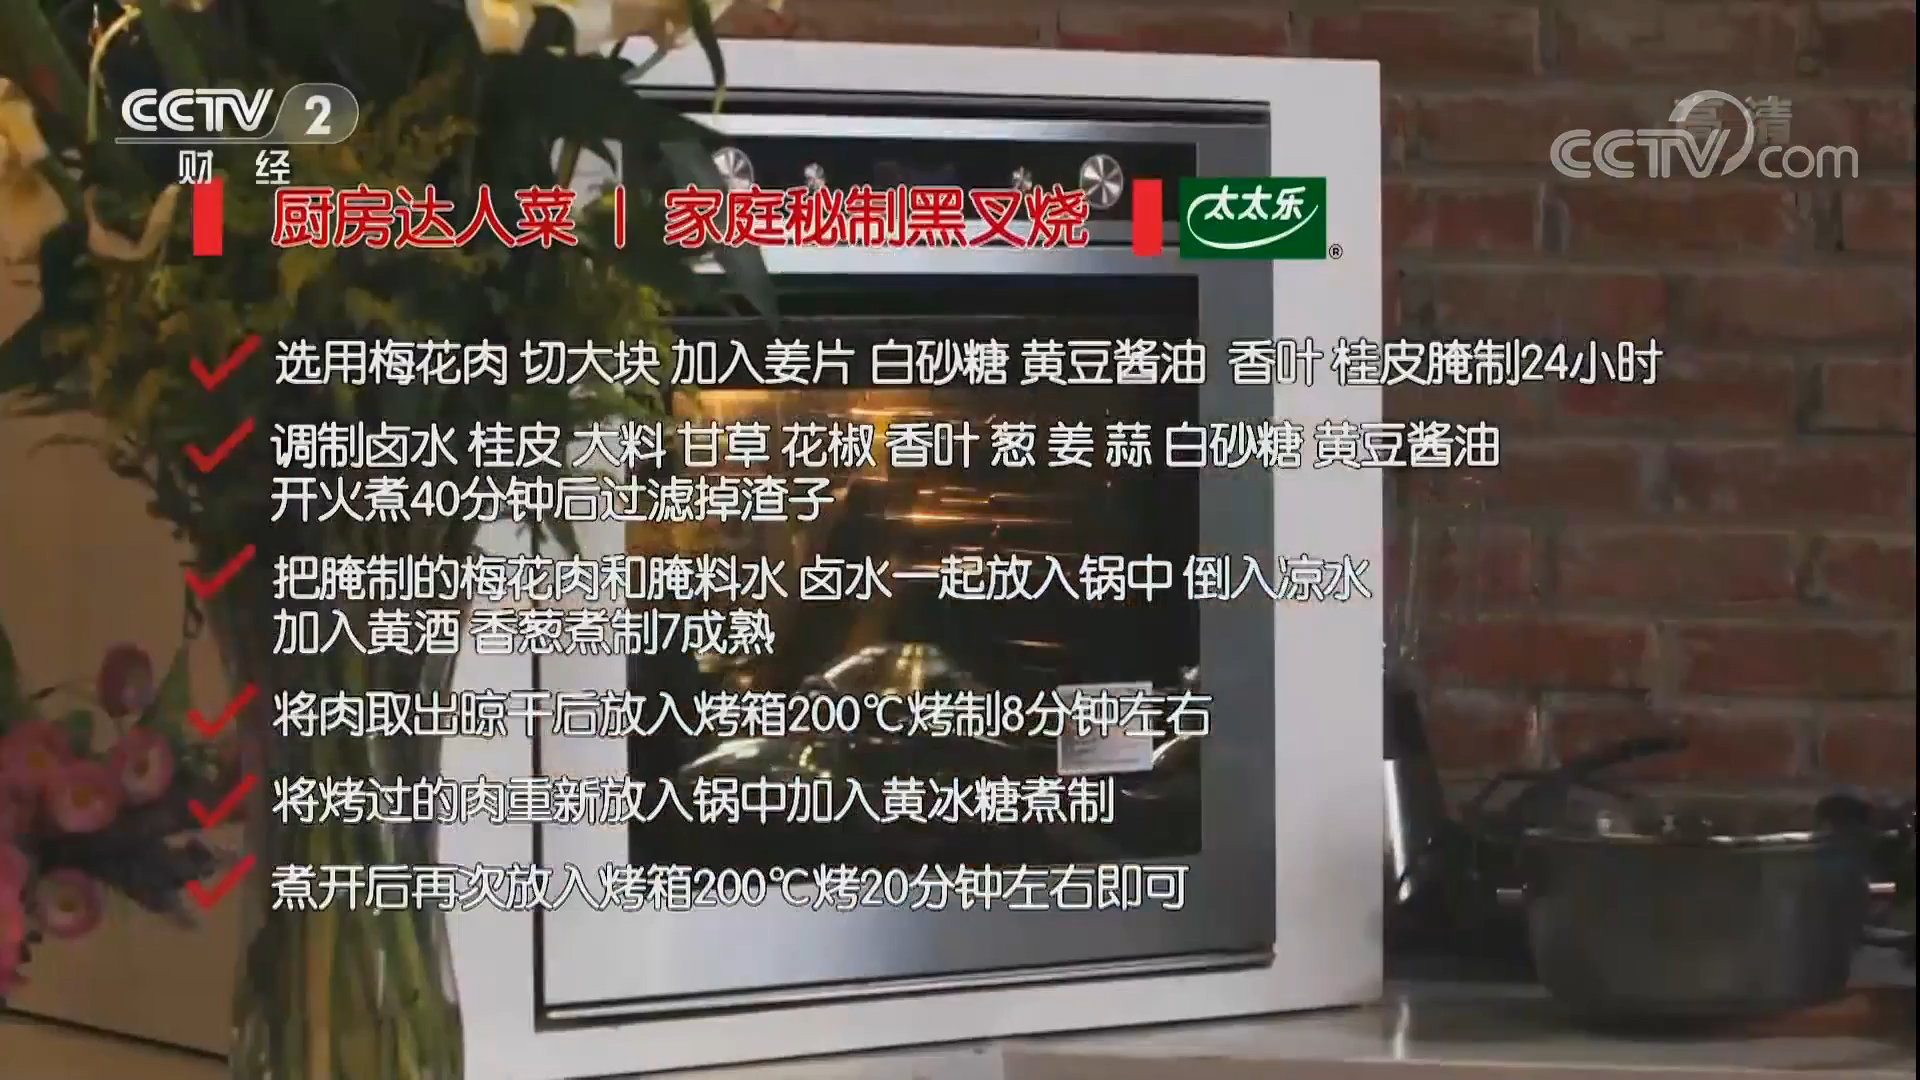 CCTV 2
财 经
高清
CCTV com
厨房达人菜 | 家庭秘制黑叉烧
太太乐
®
选用梅花肉 切大块 加入姜片 白砂糖 黄豆酱油 香叶 桂皮腌制24小时
调制卤水 桂皮 大料 甘草 花椒 香叶 葱 姜 蒜 白砂糖 黄豆酱油
开火煮40分钟后过滤掉渣子
把腌制的梅花肉和腌料水 卤水一起放入锅中 倒入凉水
加入黄酒 香葱煮制7成熟
将肉取出晾干后放入烤箱200℃烤制8分钟左右
将烤过的肉重新放入锅中加入黄冰糖煮制
煮开后再次放入烤箱200℃烤20分钟左右即可